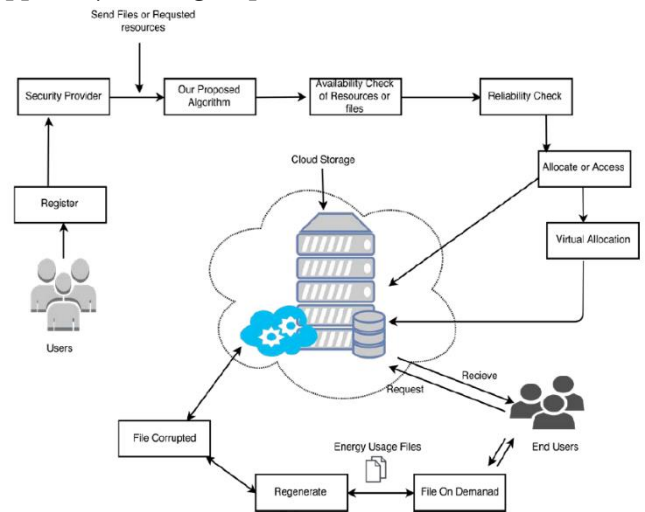 Send Files or Requsted
resources
Security Provider
Our Proposed
Algorithm
Availability Check
of Resources or
files
Reliability Check
Cloud Storage
Allocate or Access
Register
Virtual Allocation
Users
Recieve
Request
File Corrupted
Energy Usage Files
End Users
Regenerate
File On Demanad